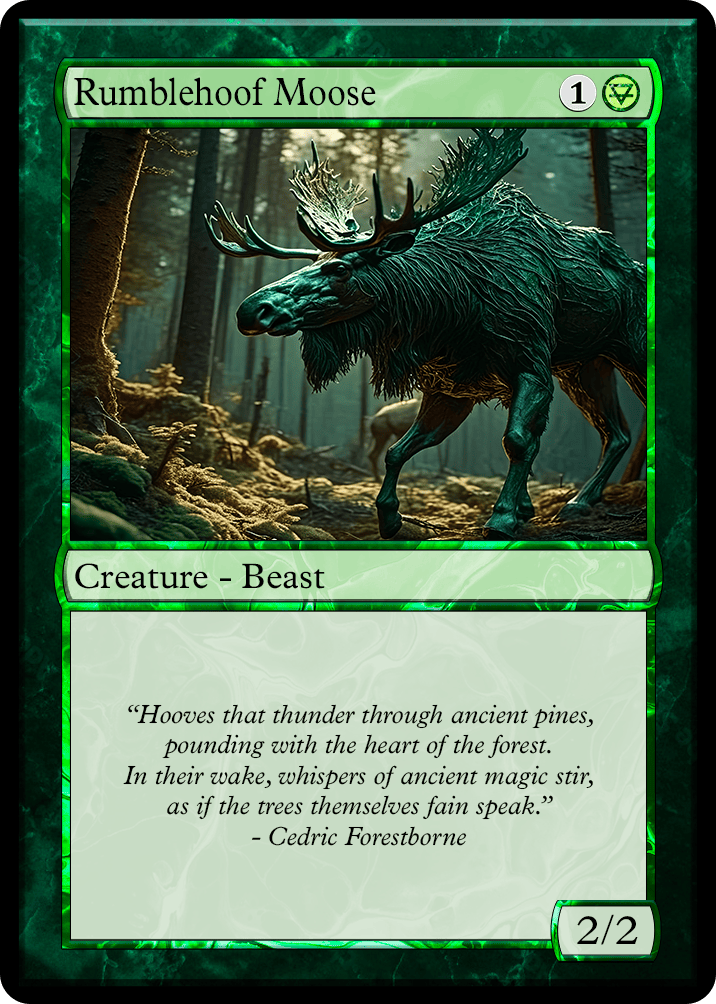 Rumblehoof Moose 1
Creature - Beast
“Hooves that thunder through ancient pines,
pounding with the heart of the forest.
In their wake, whispers of ancient magic stir,
as if the trees themselves fain speak.”
- Cedric Forestborne
2/2